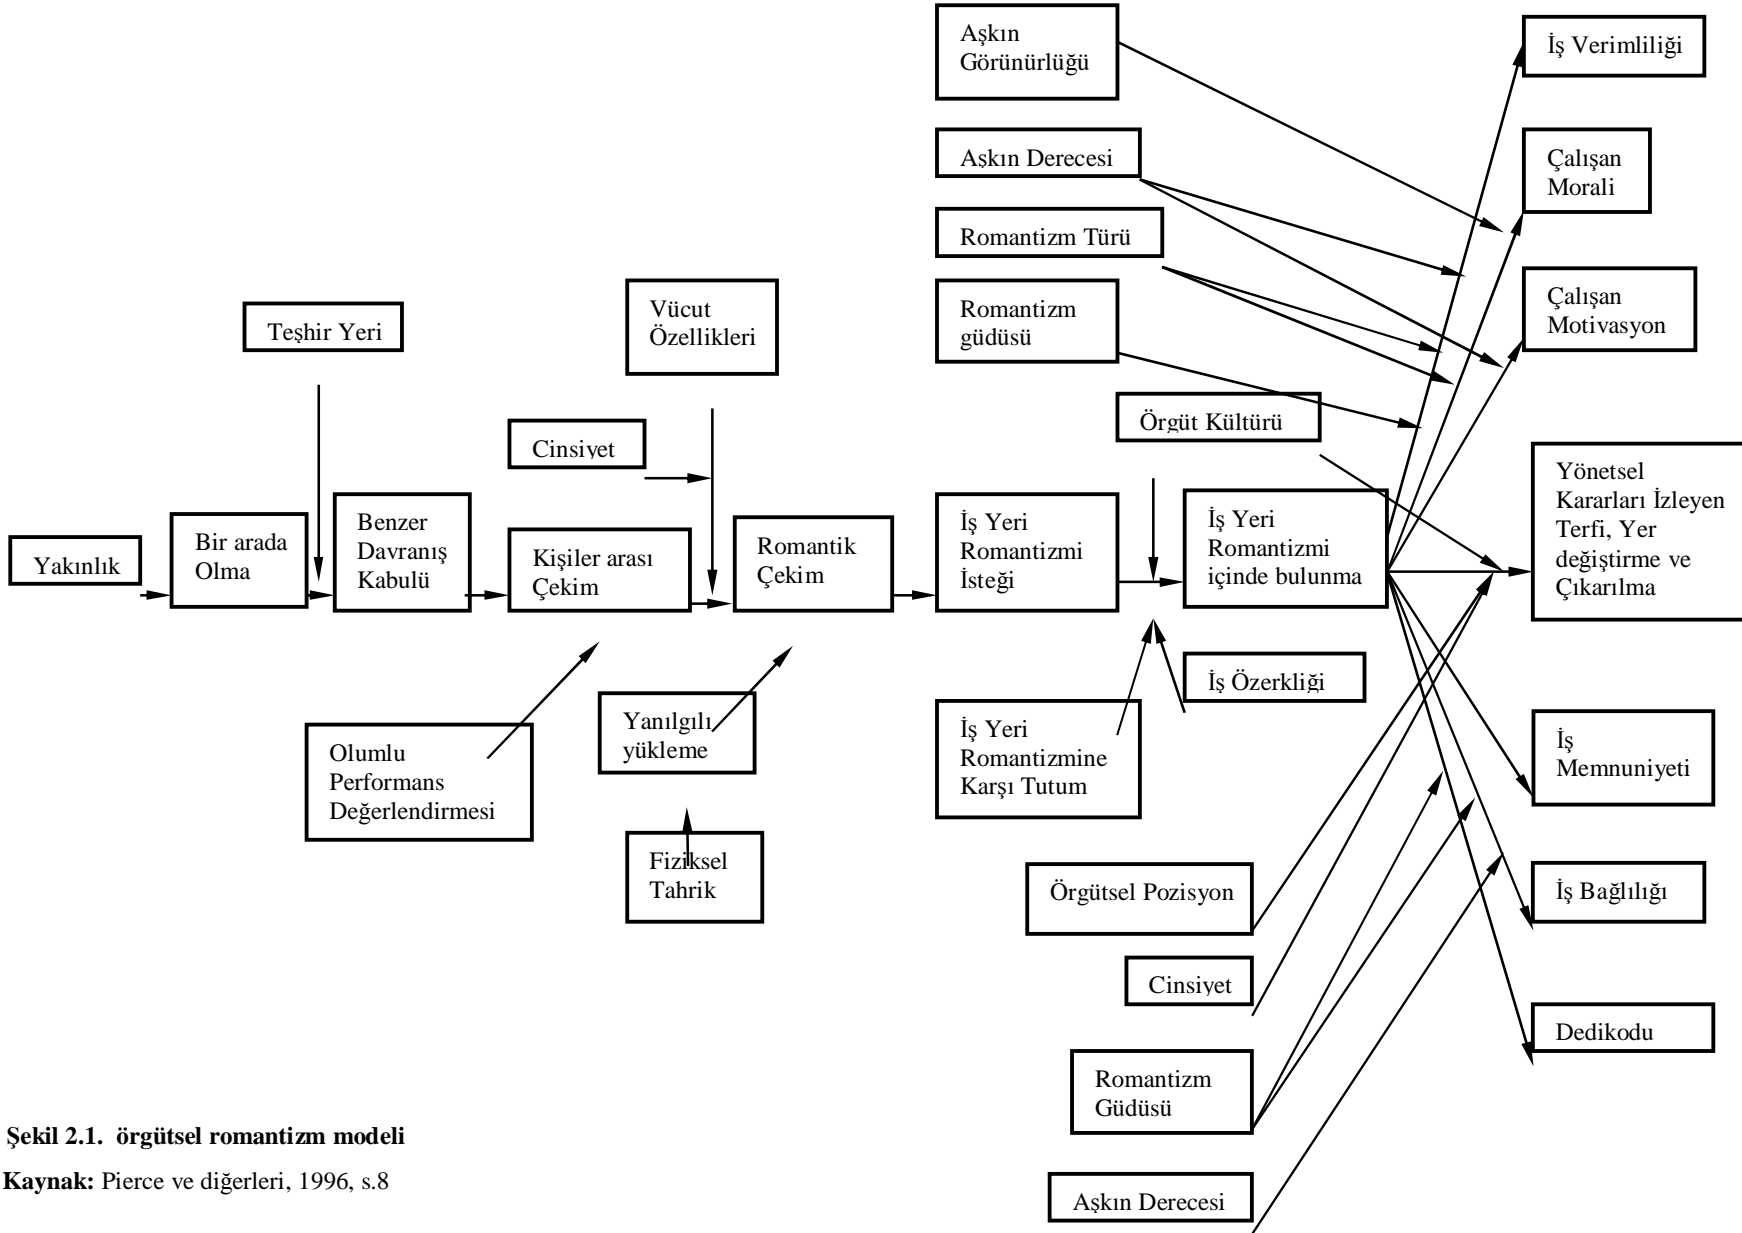 Aşkın
Görünürlüğü
İş Verimliliği
Aşkın Derecesi
Çalışan
Morali
Romantizm Türü
Romantizm
güdüsü
Çalışan
Motivasyon
Vücut
Özellikleri
Teşhir Yeri
Örgüt Kültürü
Cinsiyet
Yönetsel
Kararları İzleyen
Terfi, Yer
değiştirme ve
Çıkarılma
Yakınlık
Bir arada
Olma
Benzer
Davranış
Kabulü
Kişiler arası
Çekim
Romantik
Çekim
İş Yeri
Romantizmi
İsteği
İş Yeri
Romantizmi
içinde bulunma
İş Özerkliği
Olumlu
Performans
Değerlendirmesi
Yanılgılı
yükleme
İş Yeri
Romantizmine
Karşı Tutum
İş
Memnuniyeti
Fiziksel
Tahrik
Örgütsel Pozisyon
İş Bağlılığı
Cinsiyet
Dedikodu
Romantizm
Güdüsü
Aşkın Derecesi
Şekil 2.1.  örgütsel romantizm modeli
Kaynak: Pierce ve diğerleri, 1996, s.8